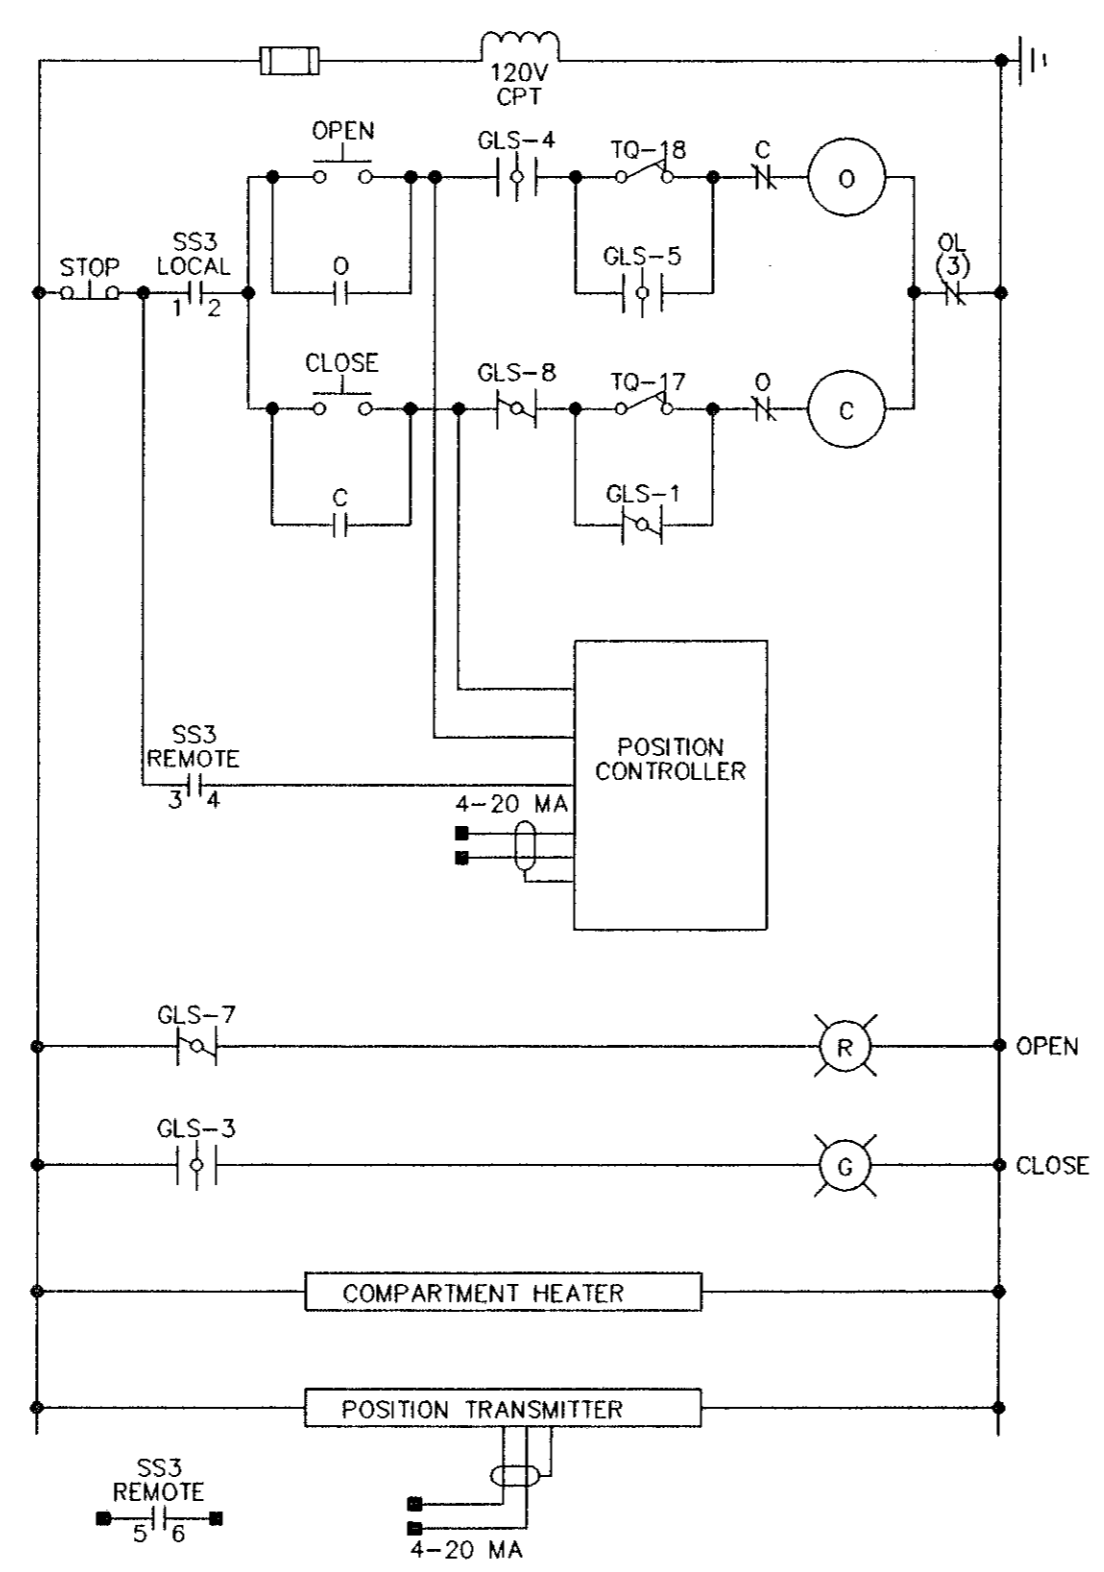 120V
CPT
OPEN
GLS-4
TQ-18
C
O
SS3
LOCAL
STOP
1 2
O
GLS-5
OL
(3)
CLOSE
GLS-8
TQ-17
O
C
C
GLS-1
POSITION
CONTROLLER
SS3
REMOTE
3 4
4-20 MA
GLS-7
R
OPEN
GLS-3
G
CLOSE
COMPARTMENT HEATER
POSITION TRANSMITTER
SS3
REMOTE
5 6
4-20 MA